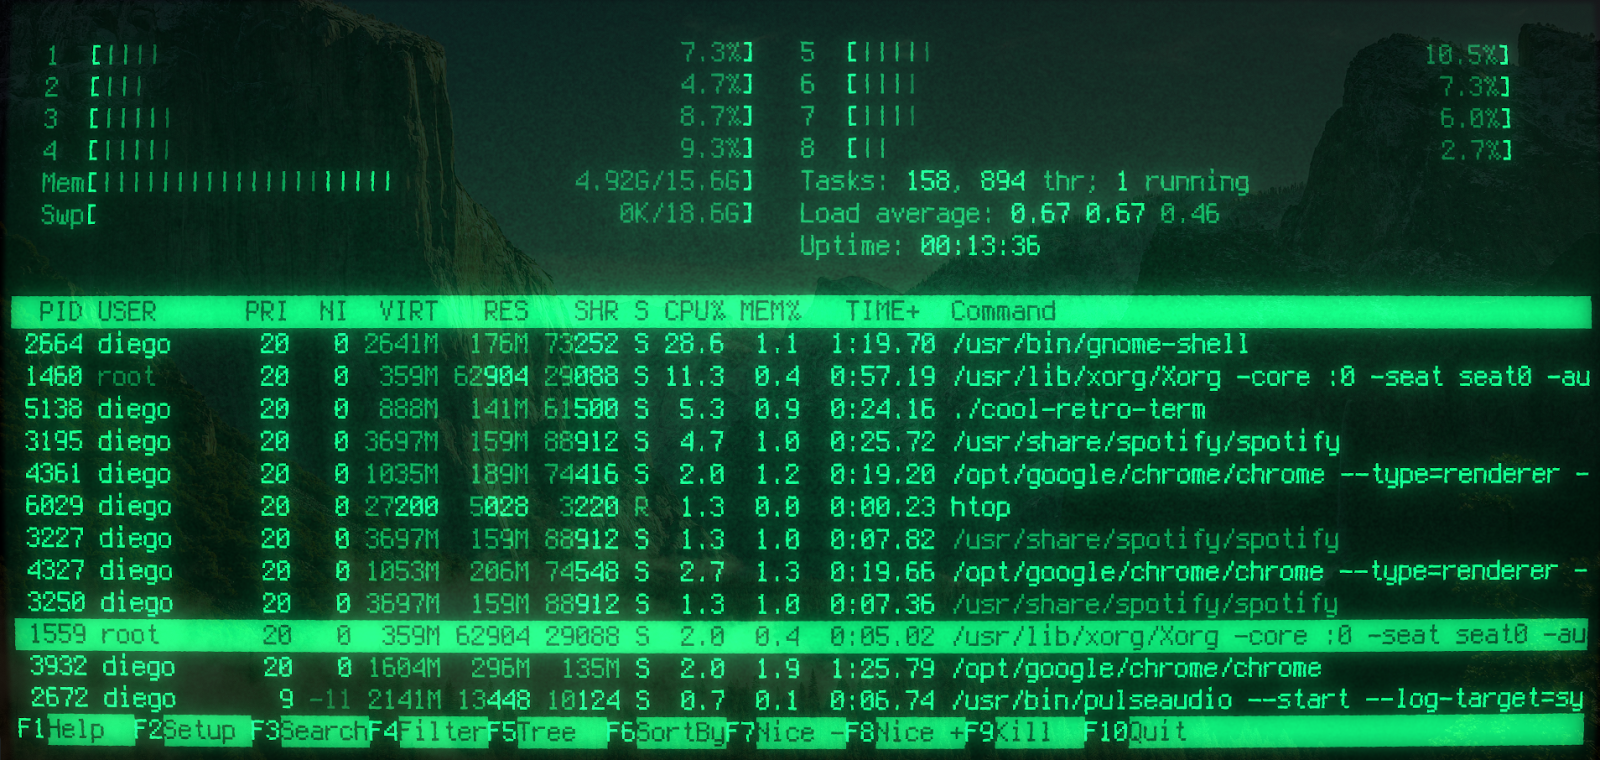 1 [|||| 7.3%] 5 [||||| 10.5%]
2 [||| 4.7%] 6 [|||| 7.3%]
3 [||||| 8.7%] 7 [|||| 6.0%]
4 [||||| 9.3%] 8 [|| 2.7%]
Mem[|||||||||||||||||||| 4.92G/15.6G] Tasks: 158, 894 thr; 1 running
Swp[ 0K/18.6G] Load average: 0.67 0.67 0.46
Uptime: 00:13:36
PID USER PRI NI VIRT RES SHR S CPU% MEM% TIME+ Command
2664 diego 20 0 2641M 176M 73252 S 28.6 1.1 1:19.70 /usr/bin/gnome-shell
1460 root 20 0 359M 62904 29088 S 11.3 0.4 0:57.19 /usr/lib/xorg/Xorg -core :0 -seat seat0 -au
5138 diego 20 0 888M 141M 61500 S 5.3 0.9 0:24.16 ./cool-retro-term
3195 diego 20 0 3697M 159M 88912 S 4.7 1.0 0:25.72 /usr/share/spotify/spotify
4361 diego 20 0 1035M 189M 74416 S 2.0 1.2 0:19.20 /opt/google/chrome/chrome --type=renderer -
6029 diego 20 0 27200 5028 3220 R 1.3 0.0 0:00.23 htop
3227 diego 20 0 3697M 159M 88912 S 1.3 1.0 0:07.82 /usr/share/spotify/spotify
4327 diego 20 0 1053M 206M 74548 S 2.7 1.3 0:19.66 /opt/google/chrome/chrome --type=renderer -
3250 diego 20 0 3697M 159M 88912 S 1.3 1.0 0:07.36 /usr/share/spotify/spotify
1559 root 20 0 359M 62904 29088 S 2.0 0.4 0:05.02 /usr/lib/xorg/Xorg -core :0 -seat seat0 -au
3932 diego 20 0 1604M 296M 135M S 2.0 1.9 1:25.79 /opt/google/chrome/chrome
2672 diego 9 -11 2141M 13448 10124 S 0.7 0.1 0:06.74 /usr/bin/pulseaudio --start --log-target=sy
F1Help F2Setup F3SearchF4FilterF5Tree F6SortByF7Nice -F8Nice +F9Kill F10Quit